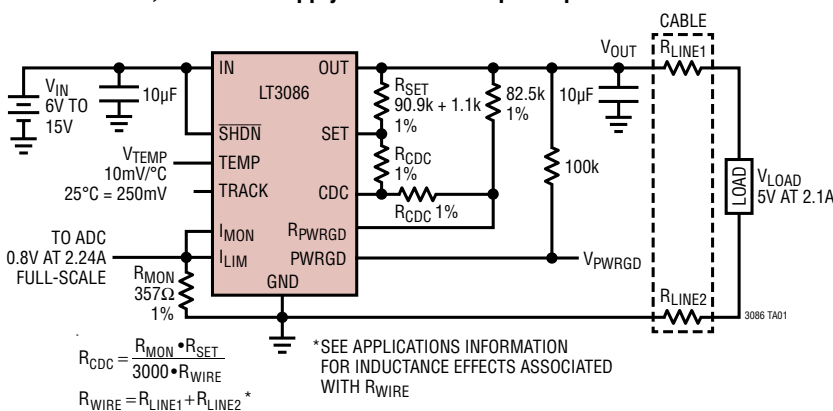 CABLE
IN
OUT
LT3086
SHDN
SET
TEMP
TRACK
CDC
IMON
RPWRGD
ILIM
PWRGD
GND
VIN
6V TO
15V
10µF
VTEMP
10mV/°C
25°C = 250mV
TO ADC
0.8V AT 2.24A
FULL-SCALE
RMON
357Ω
1%
RSET
90.9k + 1.1k
1%
82.5k
1%
RCDC
1%
RCDC 1%
VOUT
10µF
100k
VPWRGD
RLINE1
LOAD
VLOAD
5V AT 2.1A
RLINE2
3086 TA01
RCDC = RMON • RSET / 3000 • RWIRE
RWIRE = RLINE1 + RLINE2 *
*SEE APPLICATIONS INFORMATION
FOR INDUCTANCE EFFECTS ASSOCIATED
WITH RWIRE